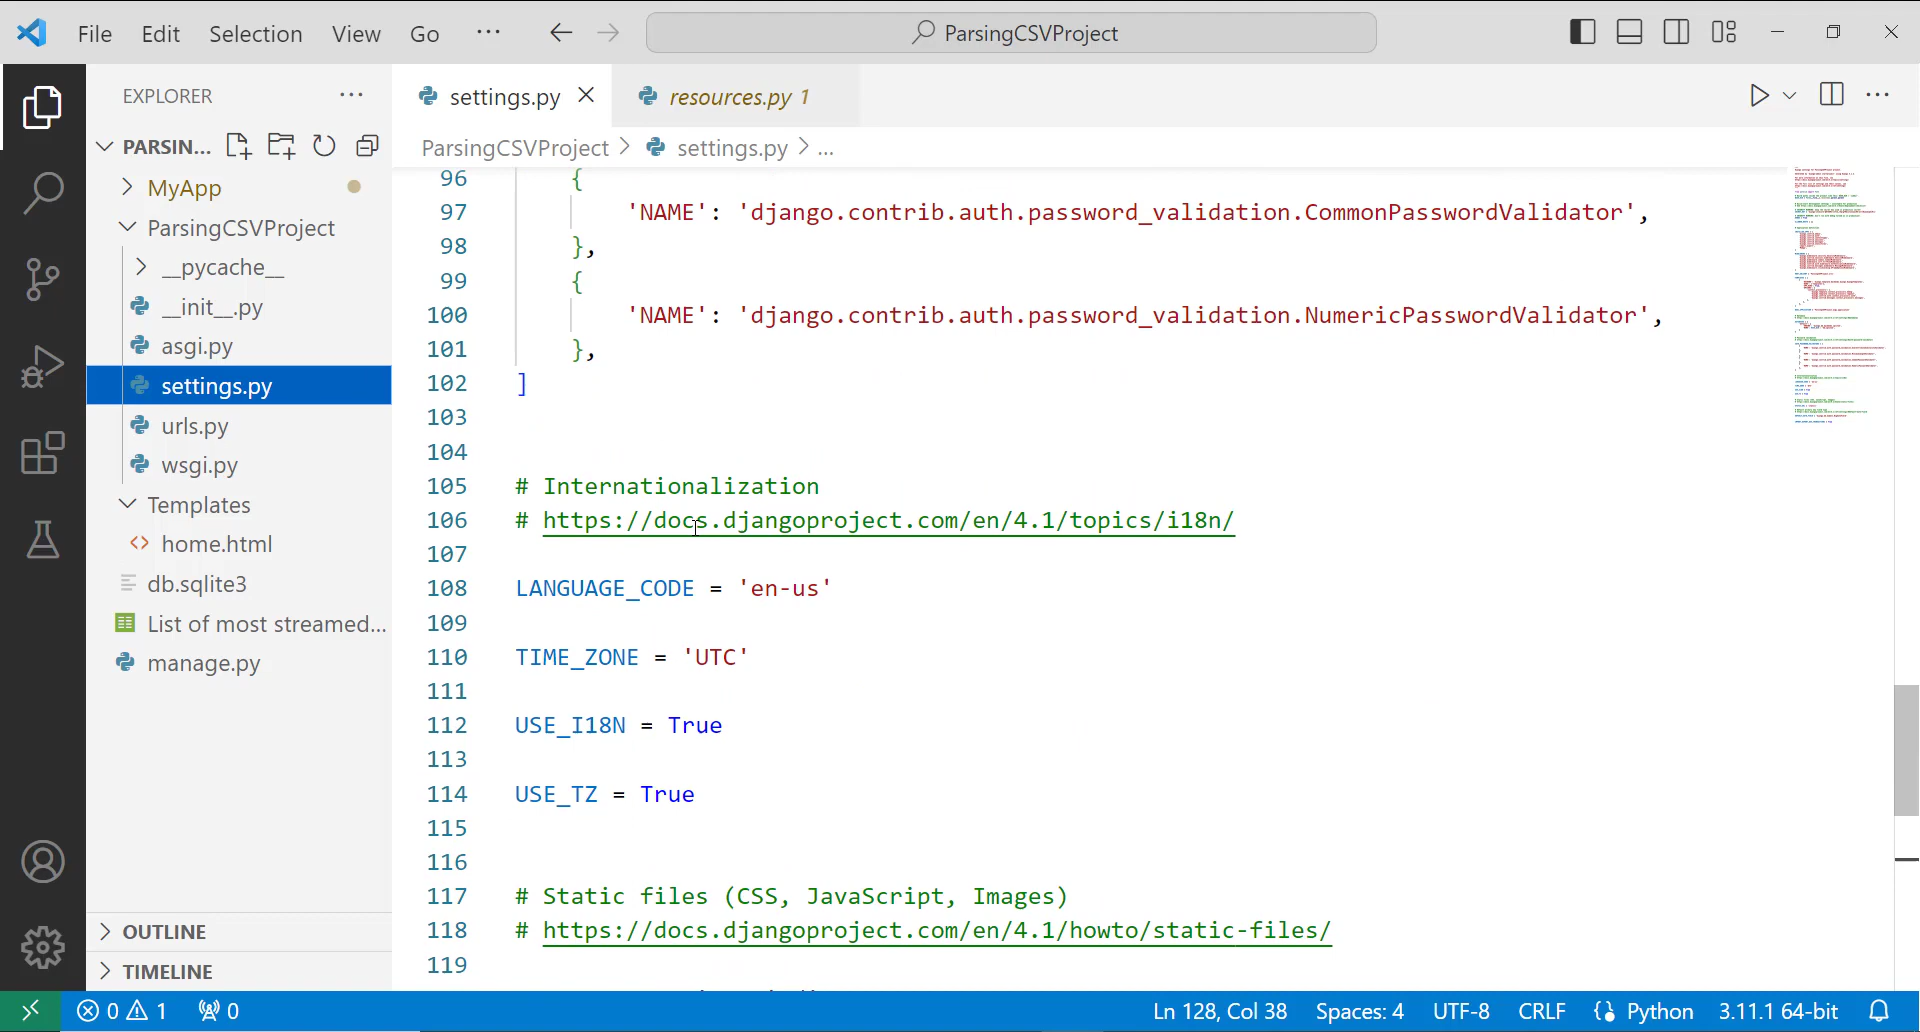 File Edit Selection View Go ··· ParsingCSVProject
EXPLORER ···
settings.py
resources.py 1
PARSIN...
ParsingCSVProject > settings.py > ...
MyApp
ParsingCSVProject
__pycache__
__init__.py
asgi.py
settings.py
urls.py
wsgi.py
Templates
home.html
db.sqlite3
List of most streamed...
manage.py
OUTLINE
TIMELINE
96 {
97 'NAME': 'django.contrib.auth.password_validation.CommonPasswordValidator',
98 },
99 {
100 'NAME': 'django.contrib.auth.password_validation.NumericPasswordValidator',
101 },
102 ]
103
104
105 # Internationalization
106 # https://docs.djangoproject.com/en/4.1/topics/i18n/
107
108 LANGUAGE_CODE = 'en-us'
109
110 TIME_ZONE = 'UTC'
111
112 USE_I18N = True
113
114 USE_TZ = True
115
116
117 # Static files (CSS, JavaScript, Images)
118 # https://docs.djangoproject.com/en/4.1/howto/static-files/
119
0 1 0 Ln 128, Col 38 Spaces: 4 UTF-8 CRLF Python 3.11.1 64-bit